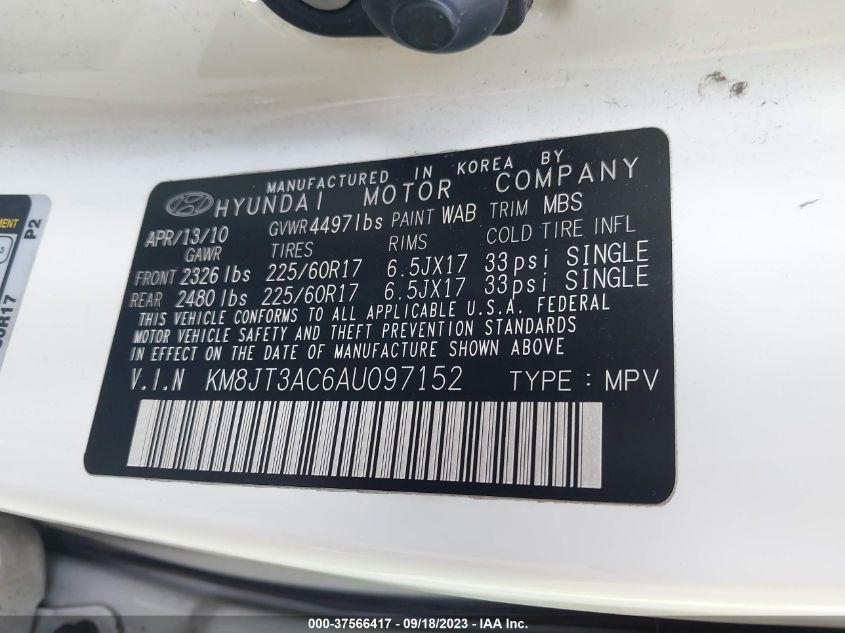 MANUFACTURED IN KOREA BY
HYUNDAI MOTOR COMPANY
APR/13/10 GVWR 4497lbs PAINT WAB TRIM MBS
GAWR TIRES RIMS COLD TIRE INFL
FRONT 2326 lbs 225/60R17 6.5JX17 33psi SINGLE
REAR 2480 lbs 225/60R17 6.5JX17 33psi SINGLE
THIS VEHICLE CONFORMS TO ALL APPLICABLE U.S.A. FEDERAL
MOTOR VEHICLE SAFETY AND THEFT PREVENTION STANDARDS
IN EFFECT ON THE DATE OF MANUFACTURE SHOWN ABOVE
V.I.N KM8JT3AC6AU097152 TYPE : MPV
P2
000-37566417 - 09/18/2023 - IAA Inc.